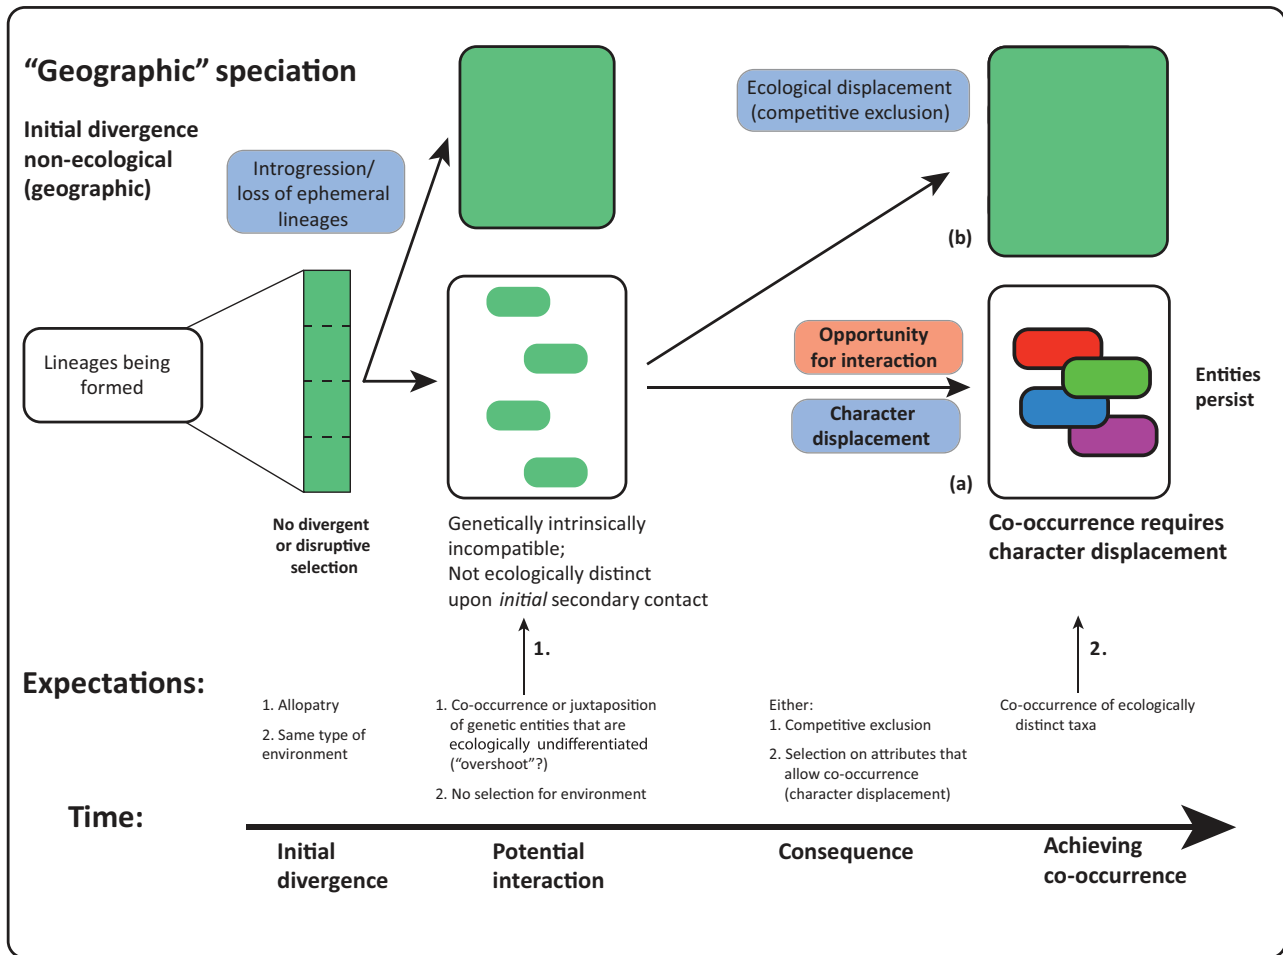 “Geographic” speciation
Initial divergence
non-ecological
(geographic)
Introgression/
loss of ephemeral
lineages
Ecological displacement
(competitive exclusion)
(b)
Lineages being
formed
Opportunity
for interaction
Character
displacement
Entities
persist
(a)
No divergent
or disruptive
selection
Genetically intrinsically
incompatible;
Not ecologically distinct
upon initial secondary contact
Co-occurrence requires
character displacement
1.
2.
Expectations:
1. Allopatry
2. Same type of
environment
1. Co-occurrence or juxtaposition
of genetic entities that are
ecologically undifferentiated
(“overshoot”?)
2. No selection for environment
Either:
1. Competitive exclusion
2. Selection on attributes that
allow co-occurrence
(character displacement)
Co-occurrence of ecologically
distinct taxa
Time:
Initial
divergence
Potential
interaction
Consequence
Achieving
co-occurrence